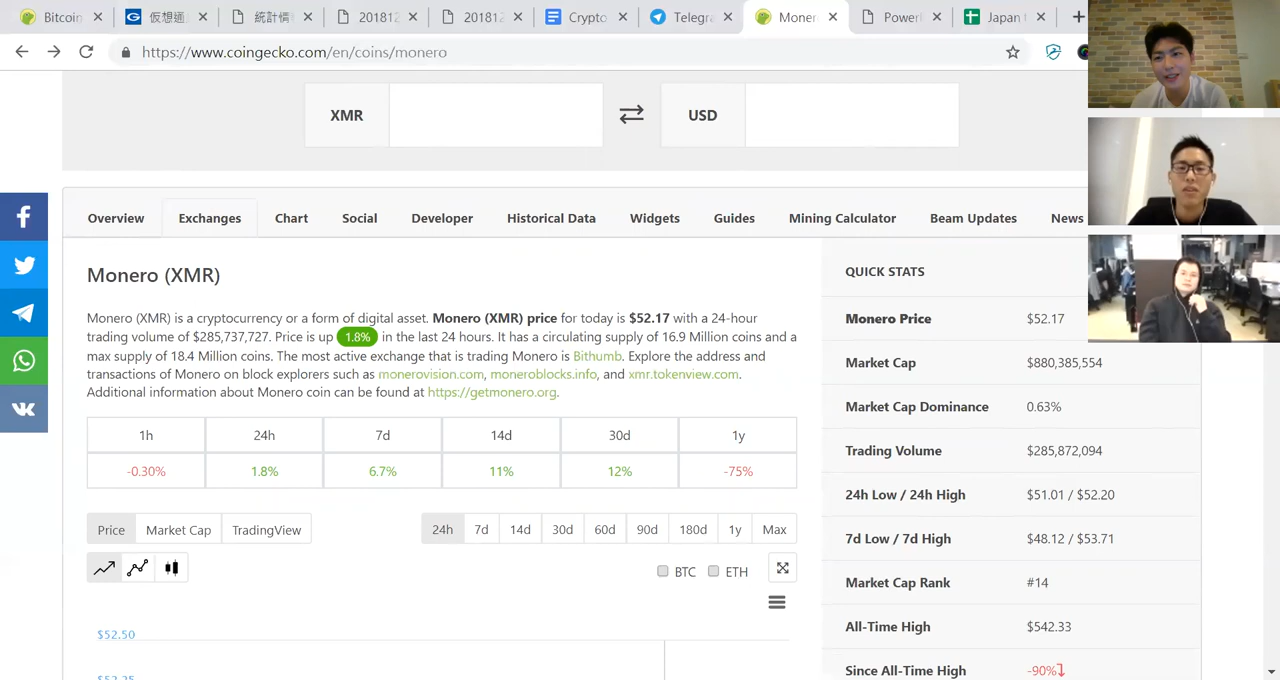 Bitcoin
仮想通
統計情
201812
201812
Crypto
Telegra
Moner
Power
Japan
https://www.coingecko.com/en/coins/monero
XMR
USD
Overview
Exchanges
Chart
Social
Developer
Historical Data
Widgets
Guides
Mining Calculator
Beam Updates
News
Monero (XMR)
Monero (XMR) is a cryptocurrency or a form of digital asset. Monero (XMR) price for today is $52.17 with a 24-hour
trading volume of $285,737,727. Price is up 1.8% in the last 24 hours. It has a circulating supply of 16.9 Million coins and a
max supply of 18.4 Million coins. The most active exchange that is trading Monero is Bithumb. Explore the address and
transactions of Monero on block explorers such as monerovision.com, moneroblocks.info, and xmr.tokenview.com.
Additional information about Monero coin can be found at https://getmonero.org.
1h 24h 7d 14d 30d 1y
-0.30% 1.8% 6.7% 11% 12% -75%
Price Market Cap TradingView
24h 7d 14d 30d 60d 90d 180d 1y Max
BTC ETH
$52.50
$52.25
QUICK STATS
Monero Price $52.17
Market Cap $880,385,554
Market Cap Dominance 0.63%
Trading Volume $285,872,094
24h Low / 24h High $51.01 / $52.20
7d Low / 7d High $48.12 / $53.71
Market Cap Rank #14
All-Time High $542.33
Since All-Time High -90%